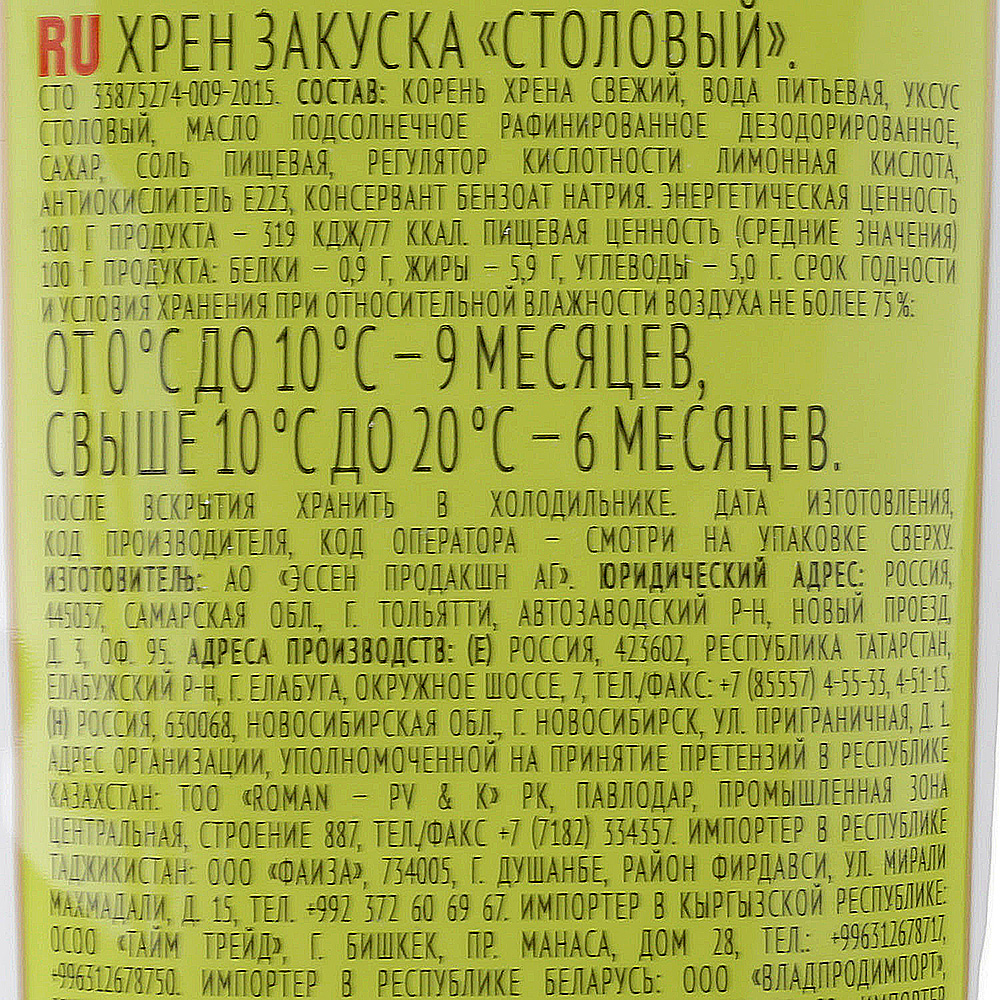 RU ХРЕН ЗАКУСКА «СТОЛОВЫЙ».
СТО 33875274-009-2015. СОСТАВ: КОРЕНЬ ХРЕНА СВЕЖИЙ, ВОДА ПИТЬЕВАЯ, УКСУС
СТОЛОВЫЙ, МАСЛО ПОДСОЛНЕЧНОЕ РАФИНИРОВАННОЕ ДЕЗОДОРИРОВАННОЕ,
САХАР, СОЛЬ ПИЩЕВАЯ, РЕГУЛЯТОР КИСЛОТНОСТИ ЛИМОННАЯ КИСЛОТА,
АНТИОКИСЛИТЕЛЬ Е223, КОНСЕРВАНТ БЕНЗОАТ НАТРИЯ. ЭНЕРГЕТИЧЕСКАЯ ЦЕННОСТЬ
100 Г ПРОДУКТА – 319 КДЖ/77 ККАЛ. ПИЩЕВАЯ ЦЕННОСТЬ (СРЕДНИЕ ЗНАЧЕНИЯ)
100 Г ПРОДУКТА: БЕЛКИ – 0,9 Г, ЖИРЫ – 5,9 Г, УГЛЕВОДЫ – 5,0 Г. СРОК ГОДНОСТИ
И УСЛОВИЯ ХРАНЕНИЯ ПРИ ОТНОСИТЕЛЬНОЙ ВЛАЖНОСТИ ВОЗДУХА НЕ БОЛЕЕ 75%:
ОТ 0 °С ДО 10 °С – 9 МЕСЯЦЕВ,
СВЫШЕ 10 °С ДО 20 °С – 6 МЕСЯЦЕВ.
ПОСЛЕ ВСКРЫТИЯ ХРАНИТЬ В ХОЛОДИЛЬНИКЕ. ДАТА ИЗГОТОВЛЕНИЯ,
КОД ПРОИЗВОДИТЕЛЯ, КОД ОПЕРАТОРА – СМОТРИ НА УПАКОВКЕ СВЕРХУ.
ИЗГОТОВИТЕЛЬ: АО «ЭССЕН ПРОДАКШН АГ». ЮРИДИЧЕСКИЙ АДРЕС: РОССИЯ,
445037, САМАРСКАЯ ОБЛ., Г. ТОЛЬЯТТИ, АВТОЗАВОДСКИЙ Р-Н, НОВЫЙ ПРОЕЗД,
Д. 3, ОФ. 95. АДРЕСА ПРОИЗВОДСТВ: (Е) РОССИЯ, 423602, РЕСПУБЛИКА ТАТАРСТАН,
ЕЛАБУЖСКИЙ Р-Н, Г. ЕЛАБУГА, ОКРУЖНОЕ ШОССЕ, 7, ТЕЛ./ФАКС: +7 (85557) 4-55-33, 4-51-15.
(Н) РОССИЯ, 630068, НОВОСИБИРСКАЯ ОБЛ., Г. НОВОСИБИРСК, УЛ. ПРИГРАНИЧНАЯ, Д. 1.
АДРЕС ОРГАНИЗАЦИИ, УПОЛНОМОЧЕННОЙ НА ПРИНЯТИЕ ПРЕТЕНЗИЙ В РЕСПУБЛИКЕ
КАЗАХСТАН: ТОО «ROMAN – PV & K» РК, ПАВЛОДАР, ПРОМЫШЛЕННАЯ ЗОНА
ЦЕНТРАЛЬНАЯ, СТРОЕНИЕ 887, ТЕЛ./ФАКС +7 (7182) 334357. ИМПОРТЕР В РЕСПУБЛИКЕ
ТАДЖИКИСТАН: ООО «ФАИЗА», 734005, Г. ДУШАНБЕ, РАЙОН ФИРДАВСИ, УЛ. МИРАЛИ
МАХМАДАЛИ, Д. 15, ТЕЛ. +992 372 60 69 67. ИМПОРТЕР В КЫРГЫЗСКОЙ РЕСПУБЛИКЕ:
ОСОО «ТАЙМ ТРЕЙД», Г. БИШКЕК, ПР. МАНАСА, ДОМ 28, ТЕЛ.: +996312678717,
+996312678750. ИМПОРТЕР В РЕСПУБЛИКЕ БЕЛАРУСЬ: ООО «ВЛАДПРОДИМПОРТ»,
ИМПОРТЕР